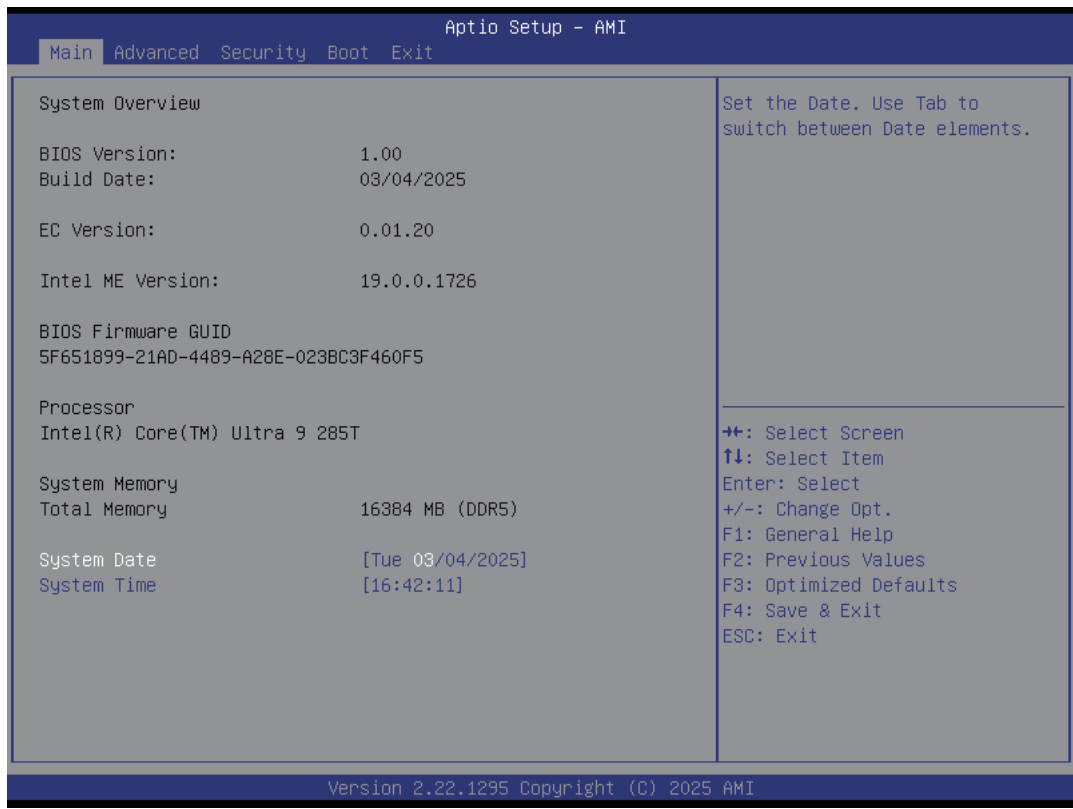 Aptio Setup - AMI
Main Advanced Security Boot Exit
System Overview
BIOS Version: 1.00
Build Date: 03/04/2025
EC Version: 0.01.20
Intel ME Version: 19.0.0.1726
BIOS Firmware GUID
5F651899-21AD-4489-A28E-023BC3F460F5
Processor
Intel(R) Core(TM) Ultra 9 285T
System Memory
Total Memory 16384 MB (DDR5)
System Date [Tue 03/04/2025]
System Time [16:42:11]
Set the Date. Use Tab to
switch between Date elements.
→←: Select Screen
↑↓: Select Item
Enter: Select
+/-: Change Opt.
F1: General Help
F2: Previous Values
F3: Optimized Defaults
F4: Save & Exit
ESC: Exit
Version 2.22.1295 Copyright (C) 2025 AMI